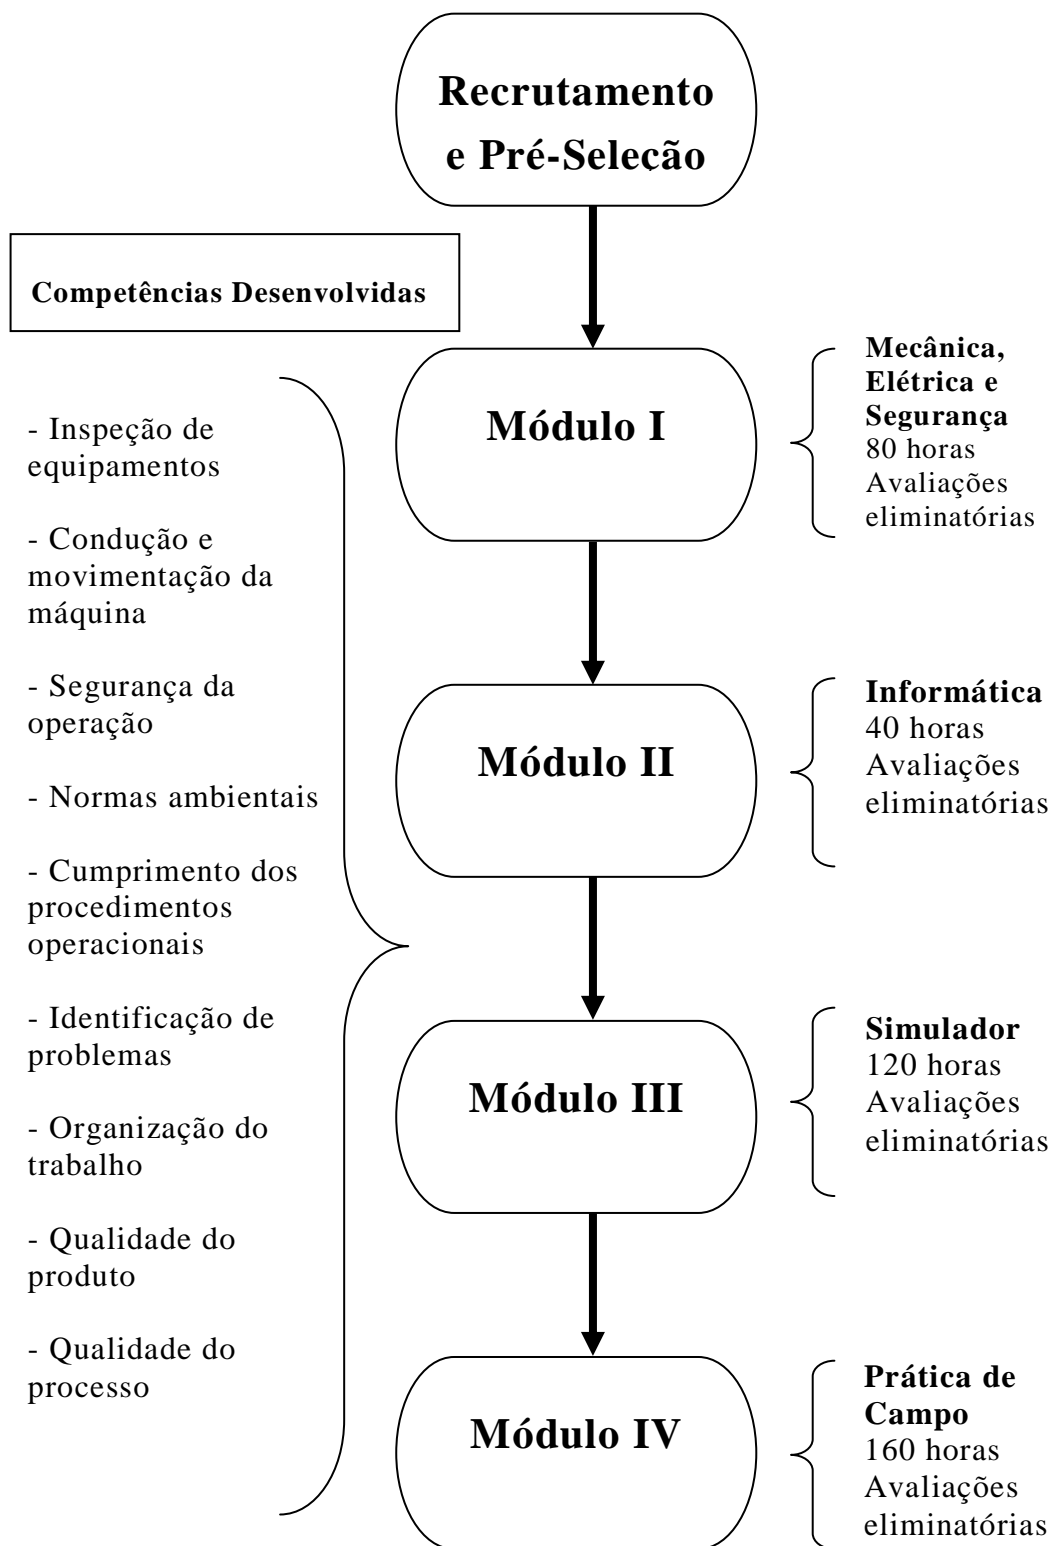 Recrutamento
e Pré-Seleção
Competências Desenvolvidas
- Inspeção de
equipamentos
- Condução e
movimentação da
máquina
- Segurança da
operação
- Normas ambientais
- Cumprimento dos
procedimentos
operacionais
- Identificação de
problemas
- Organização do
trabalho
- Qualidade do
produto
- Qualidade do
processo
Módulo I
Mecânica,
Elétrica e
Segurança
80 horas
Avaliações
eliminatórias
Módulo II
Informática
40 horas
Avaliações
eliminatórias
Módulo III
Simulador
120 horas
Avaliações
eliminatórias
Módulo IV
Prática de
Campo
160 horas
Avaliações
eliminatórias